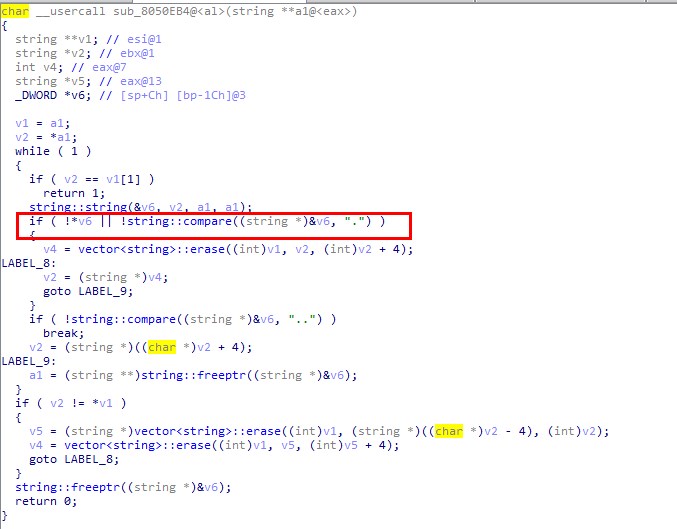 char __usercall sub_8050EB4@<al>(string **a1@<eax>)
{
  string **v1; // esi@1
  string *v2; // ebx@1
  int v4; // eax@7
  string *v5; // eax@13
  _DWORD *v6; // [sp+Ch] [bp-1Ch]@3

  v1 = a1;
  v2 = *a1;
  while ( 1 )
  {
    if ( v2 == v1[1] )
      return 1;
    string::string(&v6, v2, a1, a1);
    if ( !*v6 || !string::compare((string *)&v6, ".") )
    {
      v4 = vector<string>::erase((int)v1, v2, (int)v2 + 4);
LABEL_8:
      v2 = (string *)v4;
      goto LABEL_9;
    }
    if ( !string::compare((string *)&v6, "..") )
      break;
    v2 = (string *)((char *)v2 + 4);
LABEL_9:
    a1 = (string **)string::freeptr((string *)&v6);
  }
  if ( v2 != *v1 )
  {
    v5 = (string *)vector<string>::erase((int)v1, (string *)((char *)v2 - 4), (int)v2);
    v4 = vector<string>::erase((int)v1, v5, (int)v5 + 4);
    goto LABEL_8;
  }
  string::freeptr((string *)&v6);
  return 0;
}